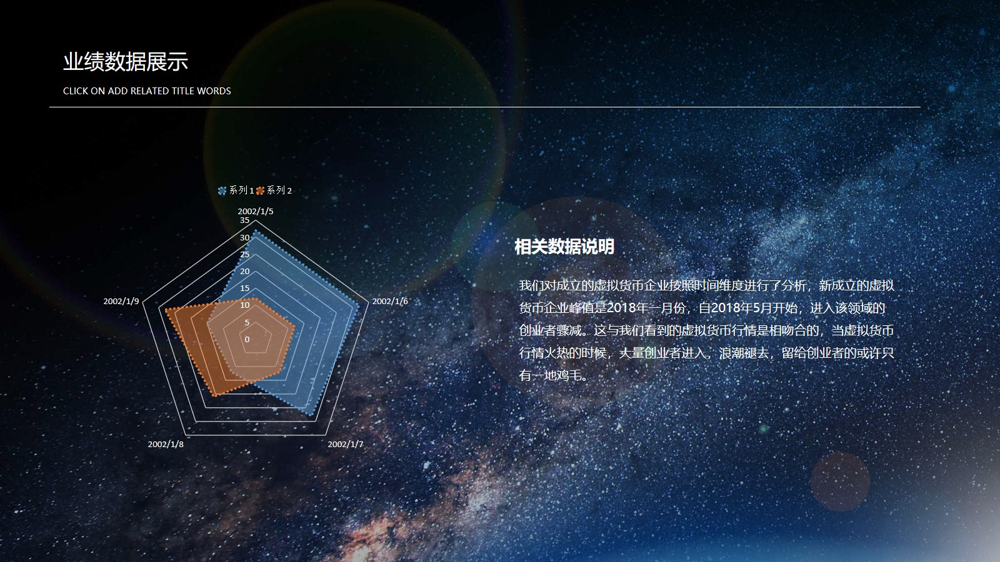 业绩数据展示
CLICK ON ADD RELATED TITLE WORDS
系列 1 系列 2
2002/1/5
35
30
25
20
15
10
5
0
2002/1/9
2002/1/6
2002/1/8
2002/1/7
相关数据说明
我们对成立的虚拟货币企业按照时间维度进行了分析，新成立的虚拟
货币企业峰值是2018年一月份，自2018年5月开始，进入该领域的
创业者骤减。这与我们看到的虚拟货币行情是相吻合的，当虚拟货币
行情火热的时候，大量创业者进入，浪潮褪去，留给创业者的或许只
有一地鸡毛。